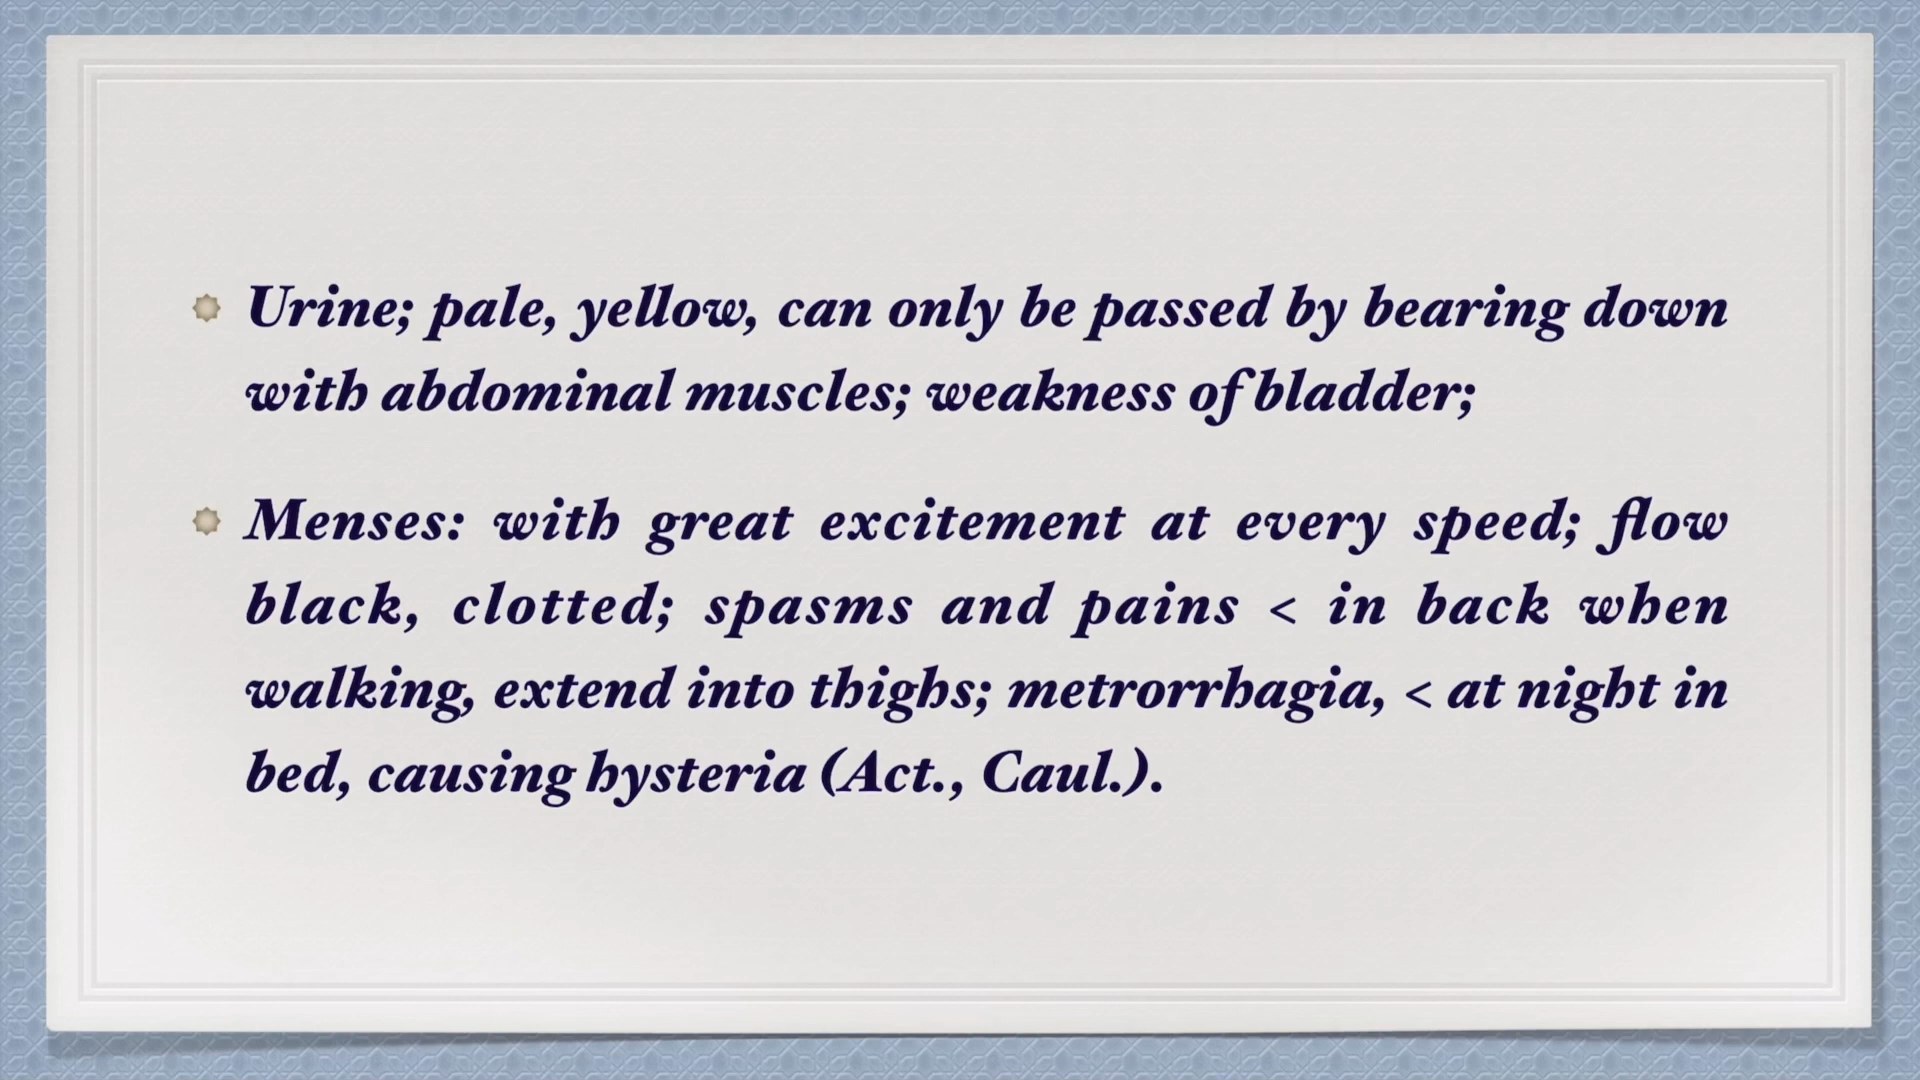 Urine; pale, yellow, can only be passed by bearing down
with abdominal muscles; weakness of bladder;
Menses: with great excitement at every speed; flow
black, clotted; spasms and pains < in back when
walking, extend into thighs; metrorrhagia, < at night in
bed, causing hysteria (Act., Caul.).